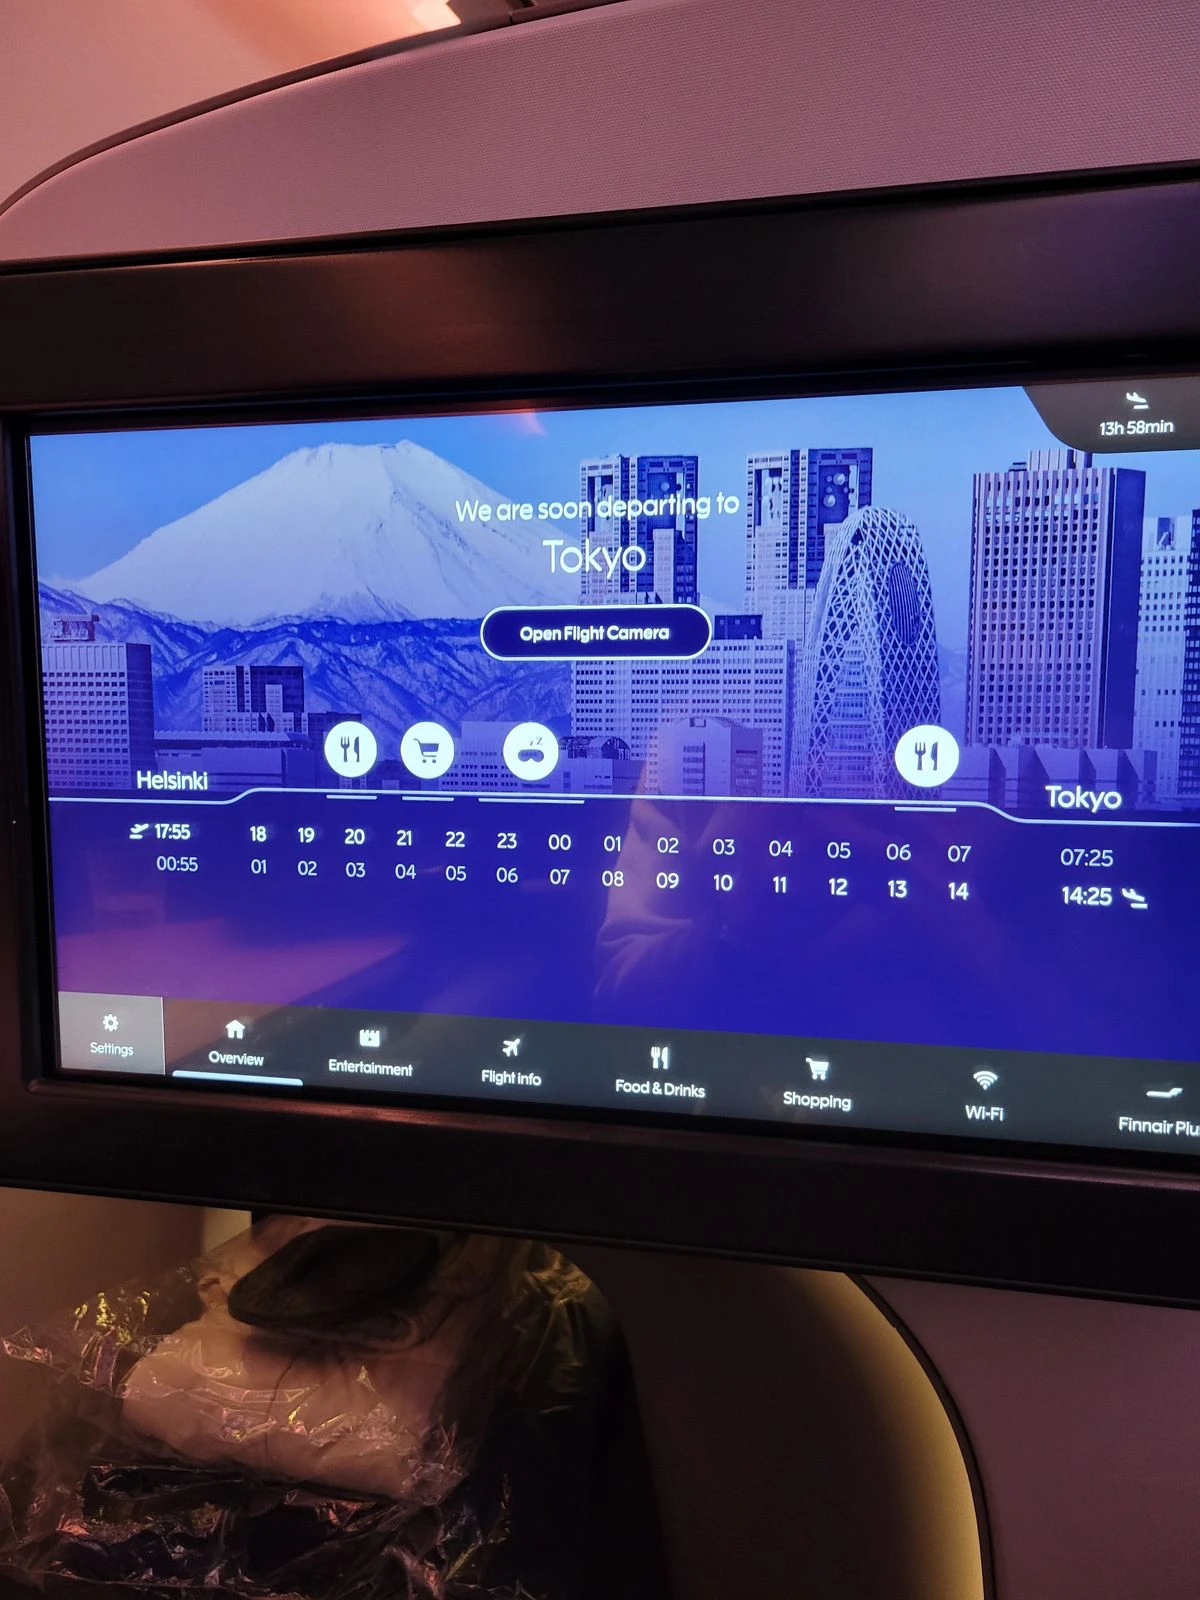 13h 58min
We are soon departing to
Tokyo
Open Flight Camera
zZ
Helsinki
Tokyo
17:55 18 19 20 21 22 23 00 01 02 03 04 05 06 07 07:25
00:55 01 02 03 04 05 06 07 08 09 10 11 12 13 14 14:25
Settings
Overview
Entertainment
Flight info
Food & Drinks
Shopping
Wi-Fi
Finnair Plu